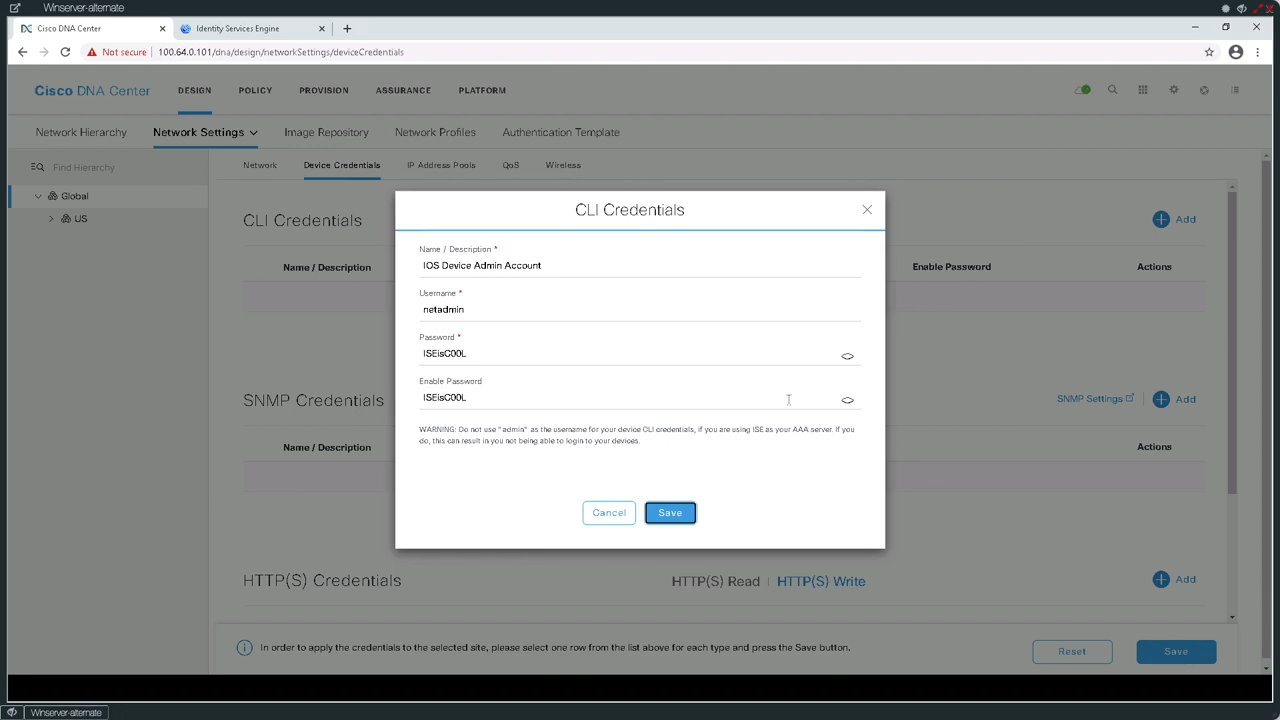 Winserver-alternate
Cisco DNA Center
Identity Services Engine
Not secure
100.64.0.101/dna/design/networkSettings/deviceCredentials
Cisco DNA Center
DESIGN
POLICY
PROVISION
ASSURANCE
PLATFORM
Network Hierarchy
Network Settings
Image Repository
Network Profiles
Authentication Template
Find Hierarchy
Network
Device Credentials
IP Address Pools
QoS
Wireless
Global
US
CLI Credentials
Add
Name / Description
Enable Password
Actions
CLI Credentials
Name / Description *
IOS Device Admin Account
Username *
netadmin
Password *
ISEisC00L
Enable Password
ISEisC00L
WARNING: Do not use "admin" as the username for your device CLI credentials, if you are using ISE as your AAA server. If you
do, this can result in you not being able to login to your devices.
Cancel
Save
SNMP Credentials
SNMP Settings
Add
Name / Description
Actions
HTTP(S) Credentials
HTTP(S) Read | HTTP(S) Write
Add
In order to apply the credentials to the selected site, please select one row from the list above for each type and press the Save button.
Reset
Save
Winserver-alternate